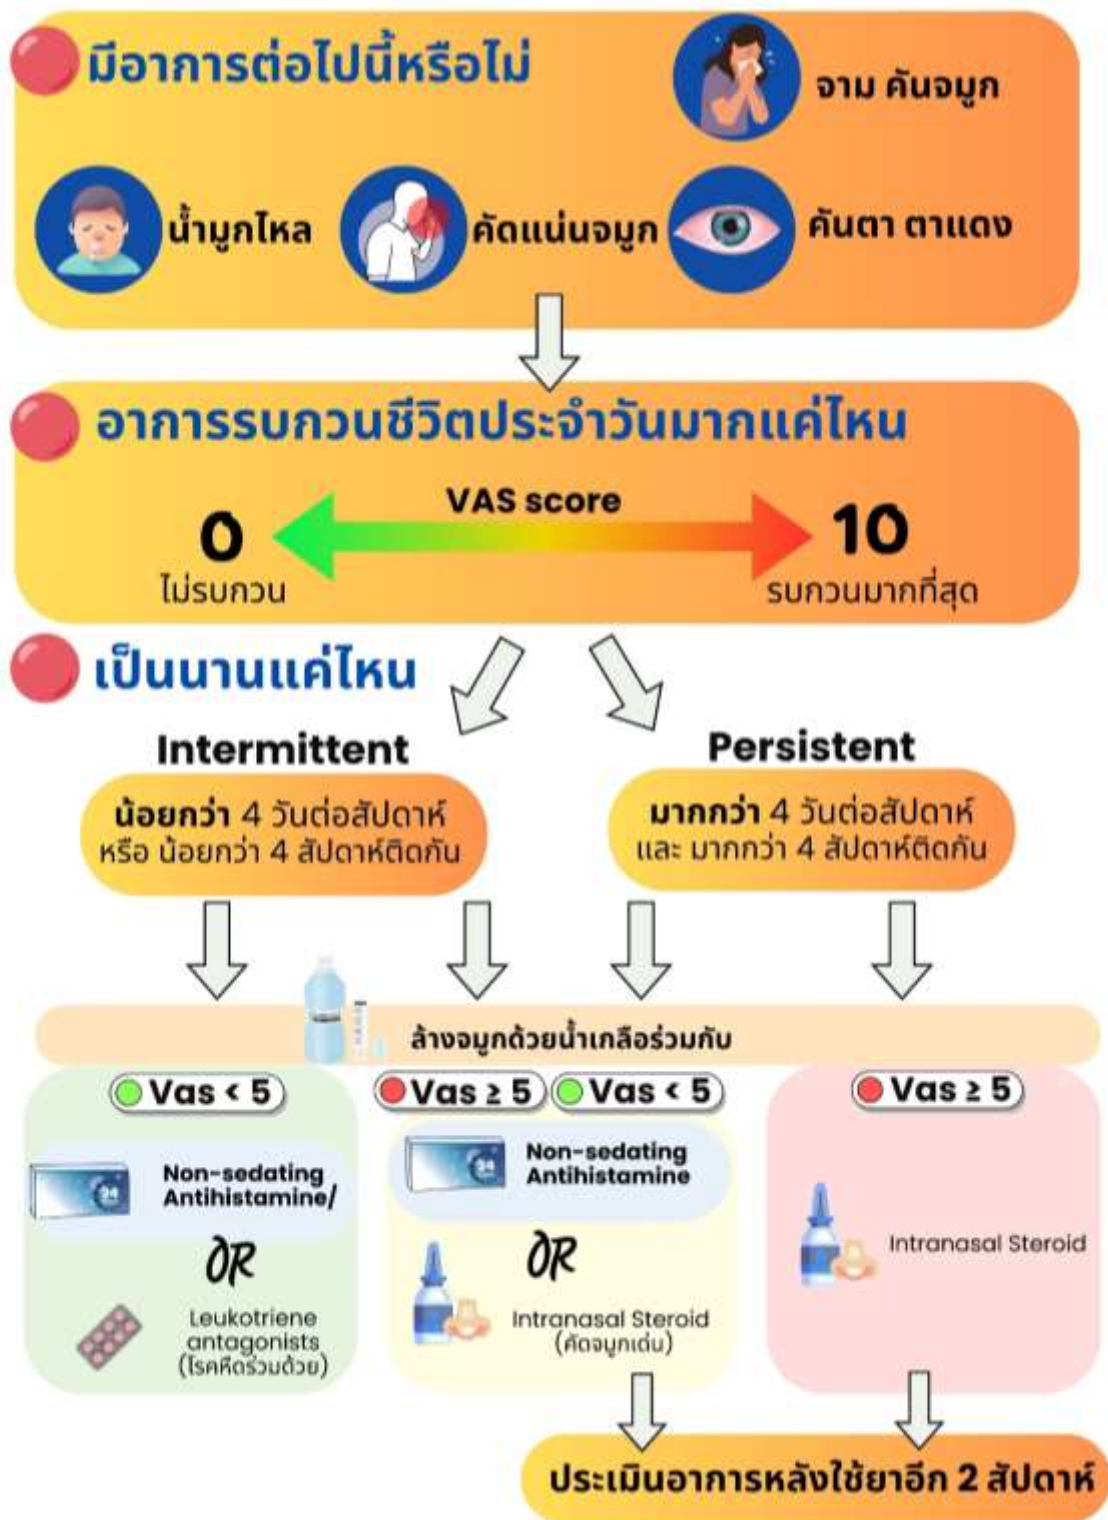 มีอาการต่อไปนี้หรือไม่
จาม คันจมูก
น้ำมูกไหล
คัดแน่นจมูก
คันตา ตาแดง
อาการรบกวนชีวิตประจำวันมากแค่ไหน
VAS score
0
10
ไม่รบกวน
รบกวนมากที่สุด
เป็นนานแค่ไหน
Intermittent
น้อยกว่า 4 วันต่อสัปดาห์
หรือ น้อยกว่า 4 สัปดาห์ติดกัน
Persistent
มากกว่า 4 วันต่อสัปดาห์
และ มากกว่า 4 สัปดาห์ติดกัน
ล้างจมูกด้วยน้ำเกลือร่วมกับ
Vas < 5
Vas ≥ 5
Vas < 5
Vas ≥ 5
24
Non-sedating
Antihistamine/
OR
Leukotriene
antagonists
(โรคหืดร่วมด้วย)
24
Non-sedating
Antihistamine
OR
Intranasal Steroid
(คัดจมูกเด่น)
Intranasal Steroid
ประเมินอาการหลังใช้ยาอีก 2 สัปดาห์